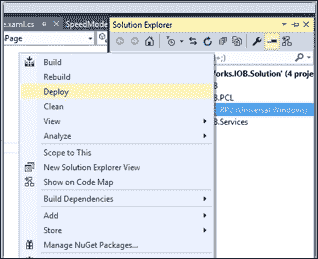 .xaml.cs
SpeedMode
Page
Solution Explorer
Works.IOB.Solution' (4 proje
B
B.PCL
(Universal Windows)
B.Services
Build
Rebuild
Deploy
Clean
View
Analyze
Scope to This
New Solution Explorer View
Show on Code Map
Build Dependencies
Add
Store
Manage NuGet Packages...